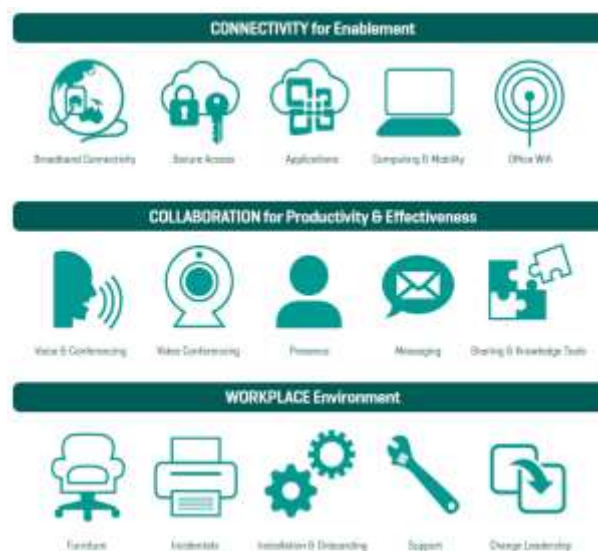 CONNECTIVITY for Enablement
Broadband Connectivity Secure Access Applications Computing & Mobility Office Wifi
COLLABORATION for Productivity & Effectiveness
Voice & Conferencing Video Conferencing Presence Messaging Sharing & Knowledge Tools
WORKPLACE Environment
Furniture Incidentals Installation & Onboarding Support Change Leadership